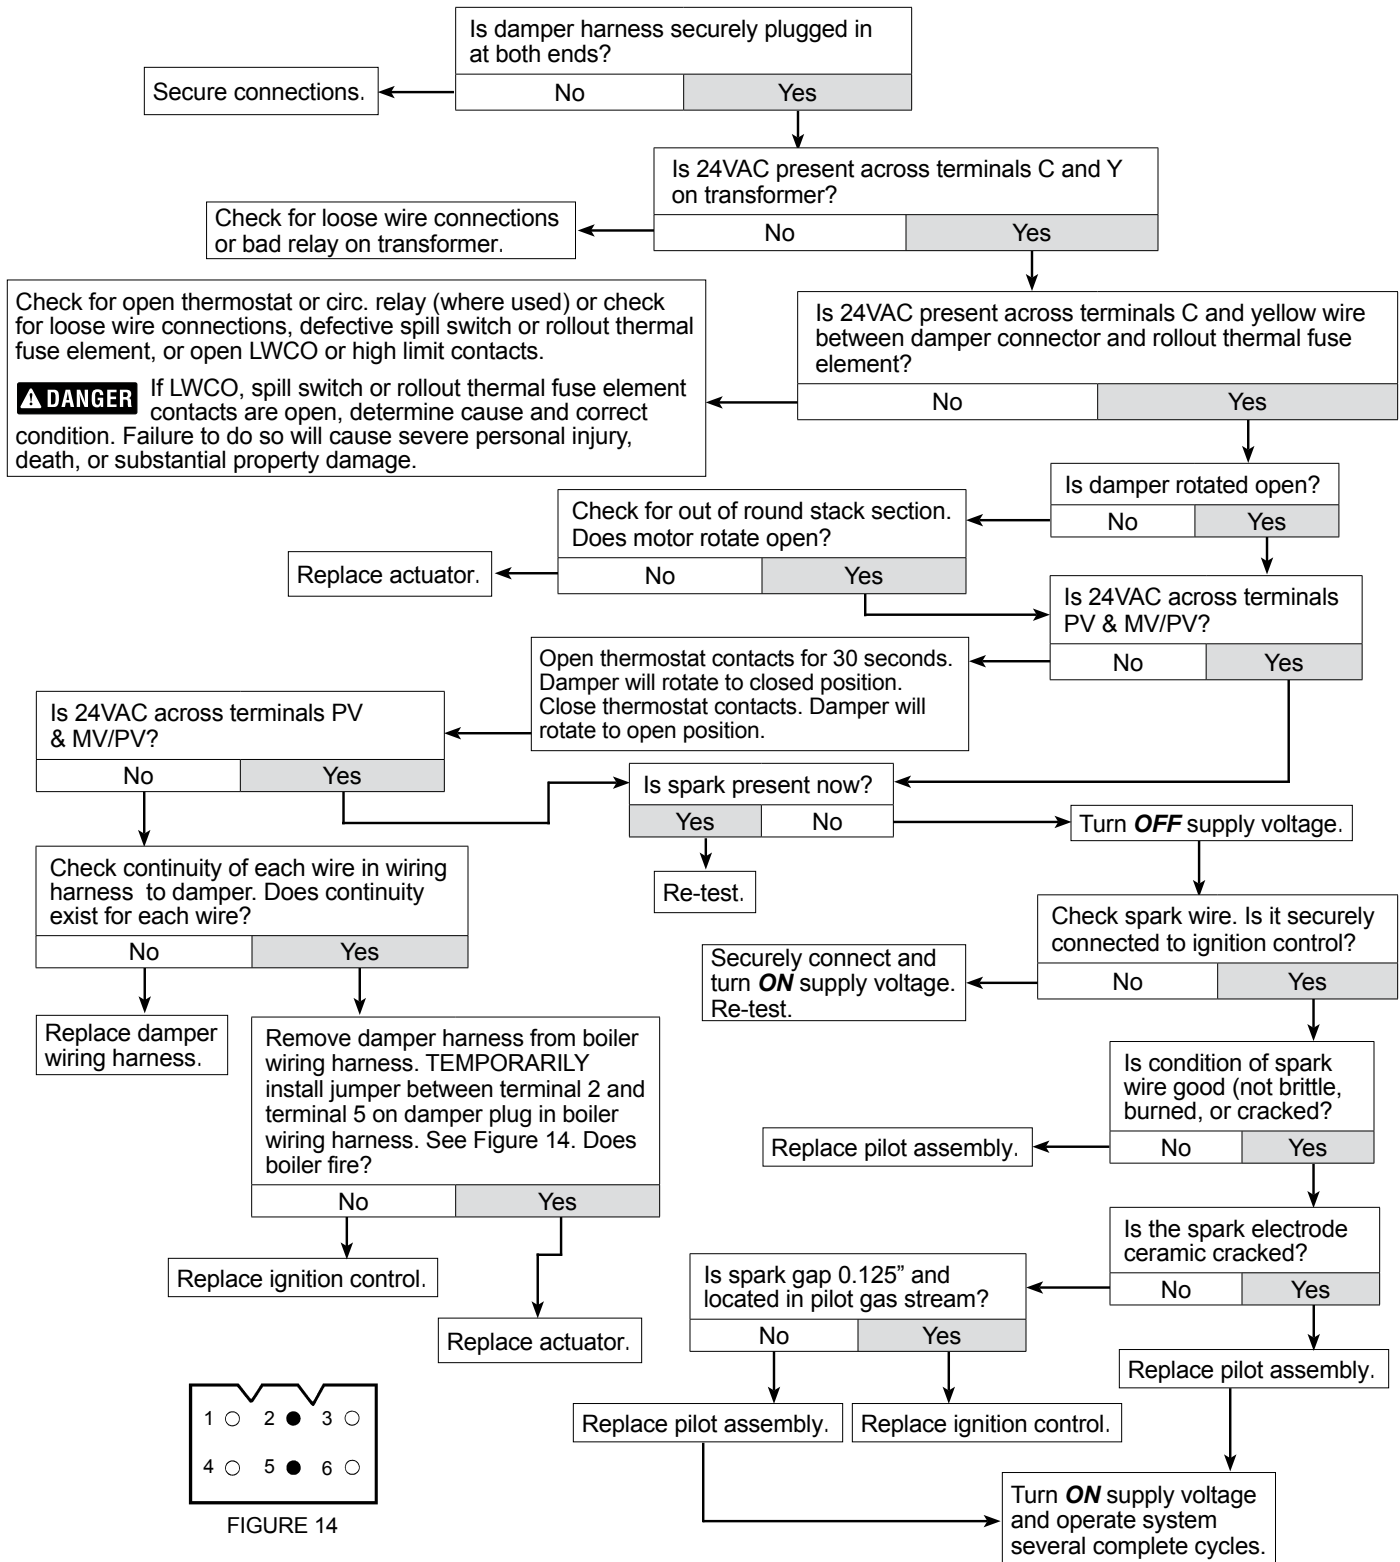 Is damper harness securely plugged in
at both ends?
No Yes
Secure connections.
Is 24VAC present across terminals C and Y
on transformer?
No Yes
Check for loose wire connections
or bad relay on transformer.
Is 24VAC present across terminals C and yellow wire
between damper connector and rollout thermal fuse
element?
No Yes
Check for open thermostat or circ. relay (where used) or check
for loose wire connections, defective spill switch or rollout thermal
fuse element, or open LWCO or high limit contacts.
DANGER If LWCO, spill switch or rollout thermal fuse element
contacts are open, determine cause and correct
condition. Failure to do so will cause severe personal injury,
death, or substantial property damage.
Is damper rotated open?
No Yes
Check for out of round stack section.
Does motor rotate open?
No Yes
Replace actuator.
Is 24VAC across terminals
PV & MV/PV?
No Yes
Open thermostat contacts for 30 seconds.
Damper will rotate to closed position.
Close thermostat contacts. Damper will
rotate to open position.
Is 24VAC across terminals PV
& MV/PV?
No Yes
Is spark present now?
Yes No
Re-test.
Turn OFF supply voltage.
Check continuity of each wire in wiring
harness to damper. Does continuity
exist for each wire?
No Yes
Replace damper
wiring harness.
Remove damper harness from boiler
wiring harness. TEMPORARILY
install jumper between terminal 2 and
terminal 5 on damper plug in boiler
wiring harness. See Figure 14. Does
boiler fire?
No Yes
Replace ignition control.
Replace actuator.
Check spark wire. Is it securely
connected to ignition control?
No Yes
Securely connect and
turn ON supply voltage.
Re-test.
Is condition of spark
wire good (not brittle,
burned, or cracked?
No Yes
Replace pilot assembly.
Is the spark electrode
ceramic cracked?
No Yes
Is spark gap 0.125” and
located in pilot gas stream?
No Yes
Replace pilot assembly.
Replace pilot assembly.
Replace ignition control.
Turn ON supply voltage
and operate system
several complete cycles.
1 2 3
4 5 6
FIGURE 14